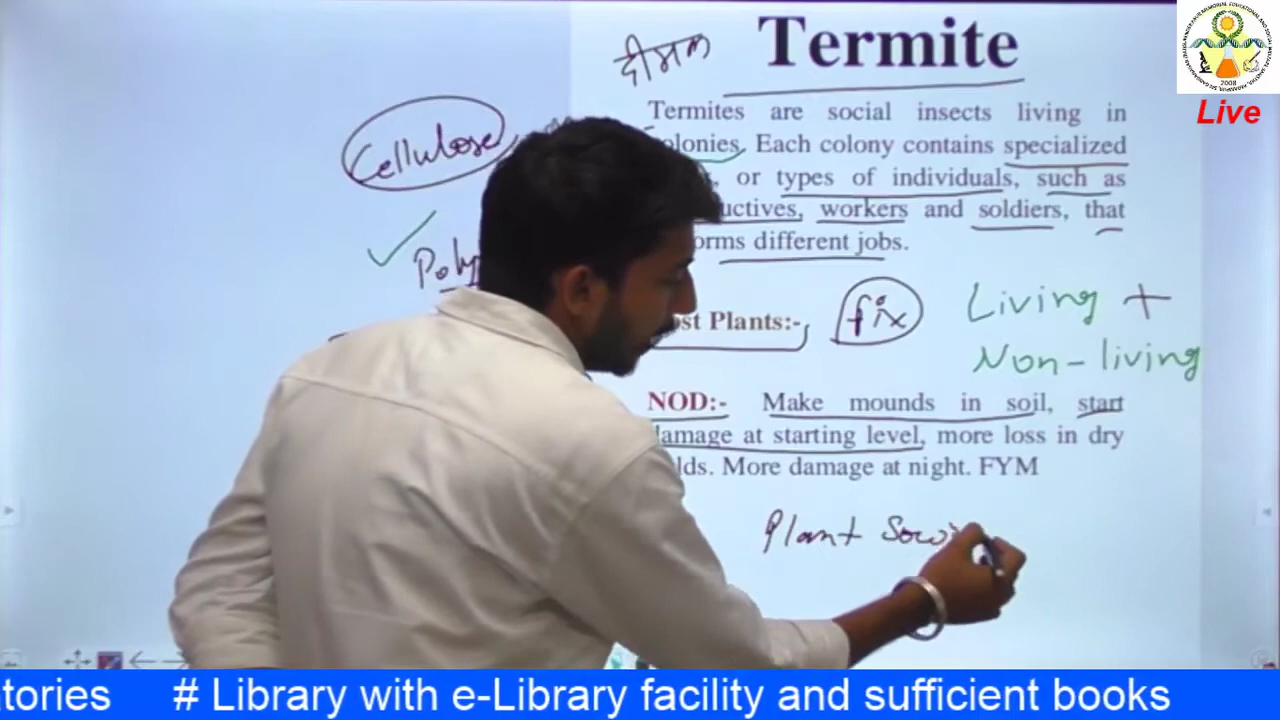 Termite
दीमक
Termites are social insects living in
colonies. Each colony contains specialized
or types of individuals, such as
workers and soldiers, that
different jobs.
Cellulose
Plants:-
fix
Living +
Non-living
NOD:- Make mounds in soil, start
damage at starting level, more loss in dry
More damage at night. FYM
Plant
2008
Live
# Library with e-Library facility and sufficient books